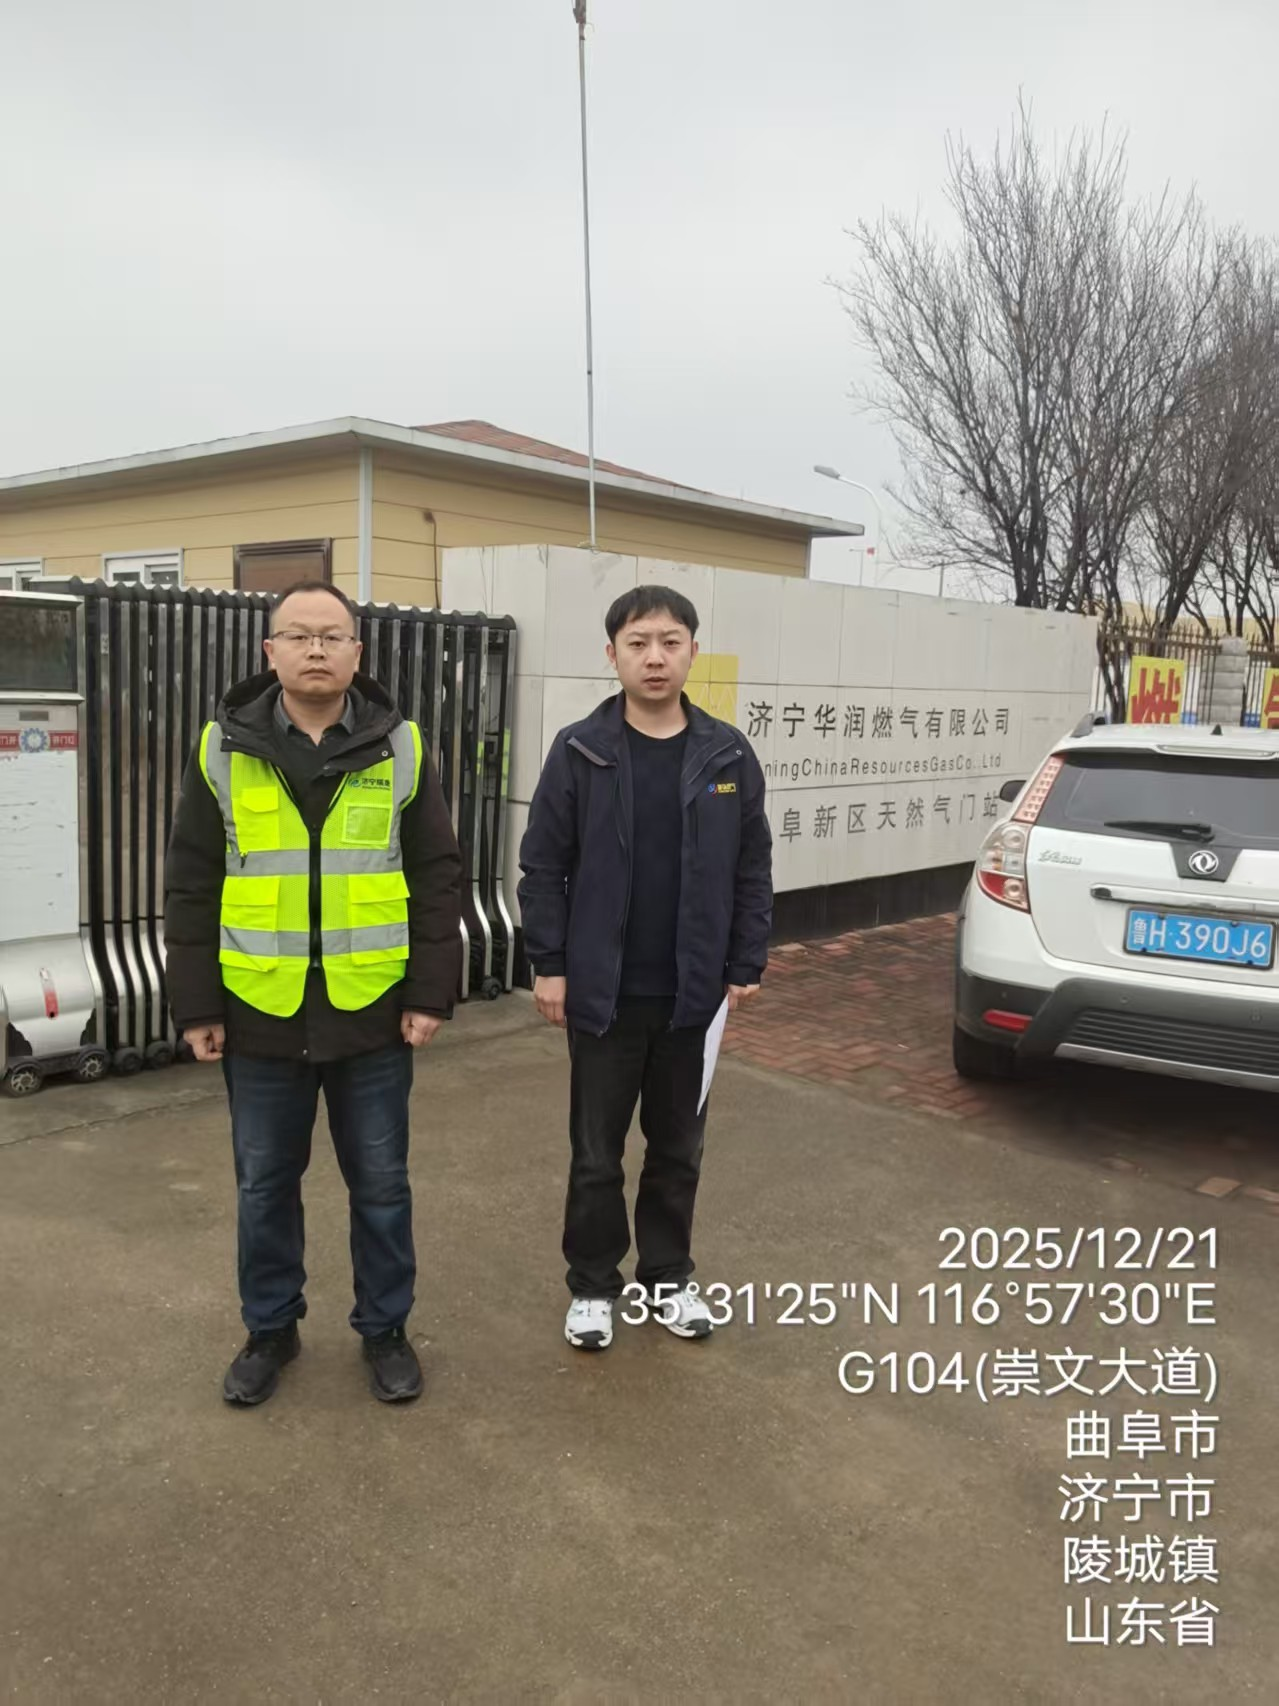 济宁华润燃气有限公司
ningChinaResourcesGasCo.,Ltd
阜新区天然气门站
燃
鲁H·390J6
2025/12/21
35°31'25"N 116°57'30"E
G104(崇文大道)
曲阜市
济宁市
陵城镇
山东省